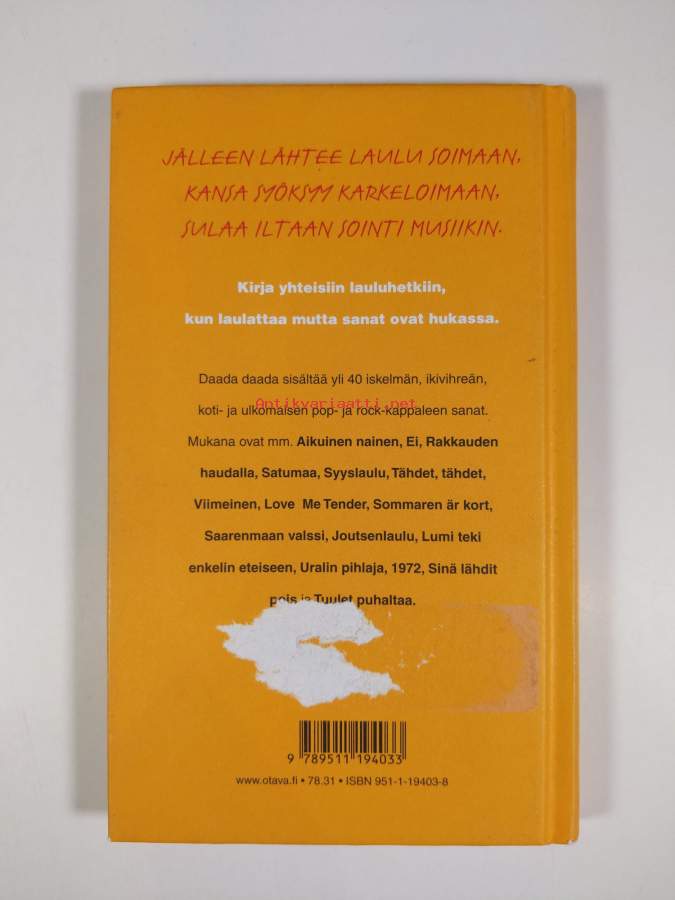 JÄLLEEN LÄHTEE LAULU SOIMAAN,
KANSA SYÖKSYY KARKELOIMAAN,
SULAA ILTAAN SOINTI MUSIIKIN.
Kirja yhteisiin lauluhetkiin,
kun laulattaa mutta sanat ovat hukassa.
Daada daada sisältää yli 40 iskelmän, ikivihreän,
Antikvariaatti.net
koti- ja ulkomaisen pop- ja rock-kappaleen sanat.
Mukana ovat mm. Aikuinen nainen, Ei, Rakkauden
haudalla, Satumaa, Syyslaulu, Tähdet, tähdet,
Viimeinen, Love Me Tender, Sommaren är kort,
Saarenmaan valssi, Joutsenlaulu, Lumi teki
enkelin eteiseen, Uralin pihlaja, 1972, Sinä lähdit
pois ja Tuulet puhaltaa.
9 789511 194033
www.otava.fi • 78.31 • ISBN 951-1-19403-8